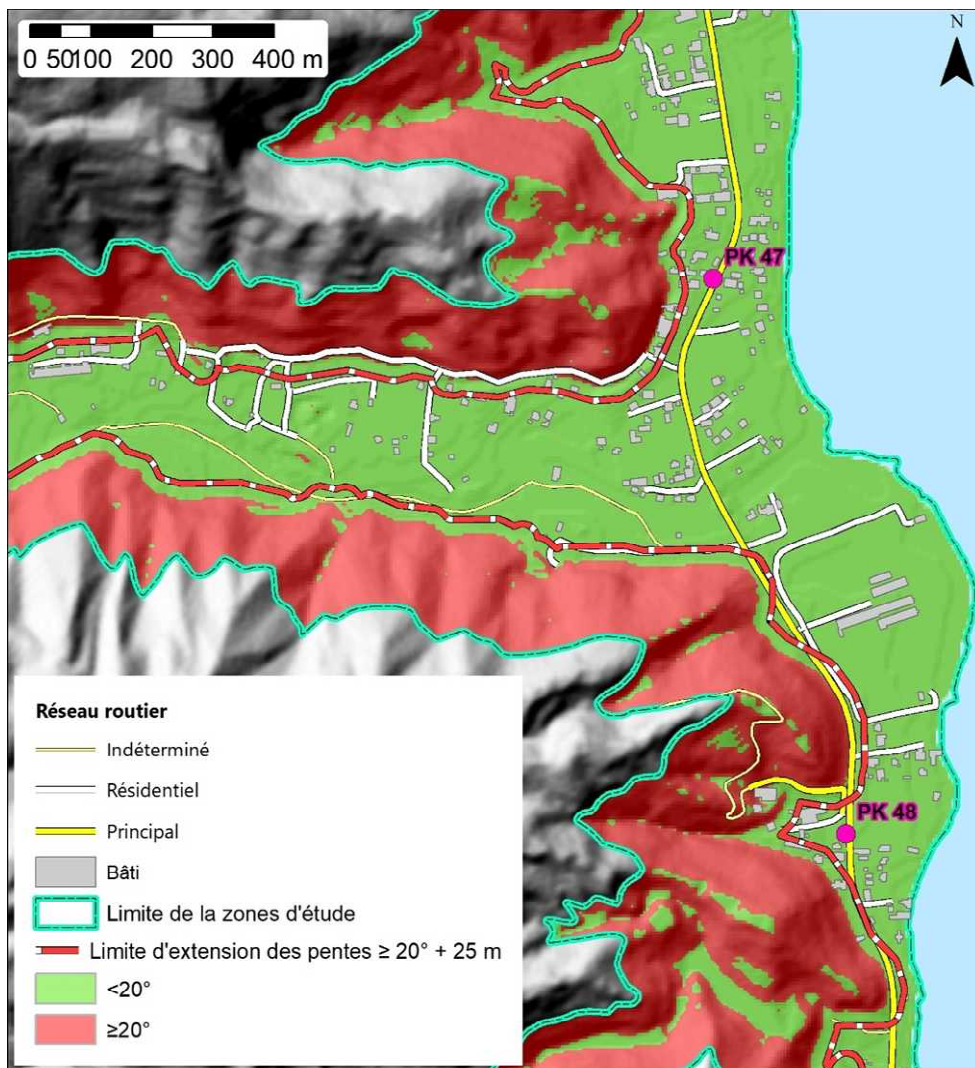 N
0 50100 200 300 400 m
PK 47
PK 48
Réseau routier
Indéterminé
Résidentiel
Principal
Bâti
Limite de la zones d'étude
Limite d'extension des pentes ≥ 20° + 25 m
<20°
≥20°